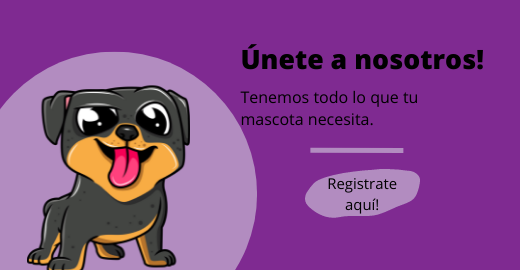 Únete a nosotros!
Tenemos todo lo que tu
mascota necesita.
Registrate
aquí!